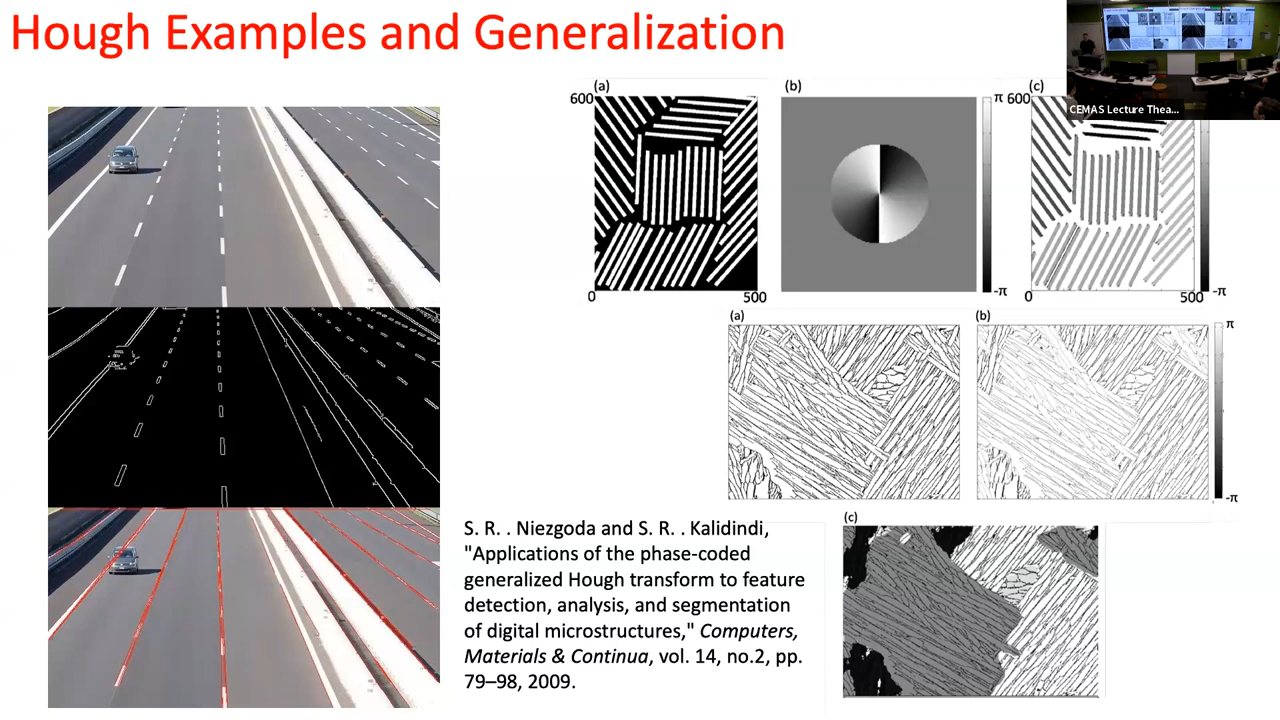 Hough Examples and Generalization
CEMAS Lecture Thea...
(a)
(b)
(c)
600
π
600
-π
-π
0
500
0
500
(a)
(b)
π
-π
(c)
S. R. . Niezgoda and S. R. . Kalidindi,
"Applications of the phase-coded
generalized Hough transform to feature
detection, analysis, and segmentation
of digital microstructures," Computers,
Materials & Continua, vol. 14, no.2, pp.
79–98, 2009.